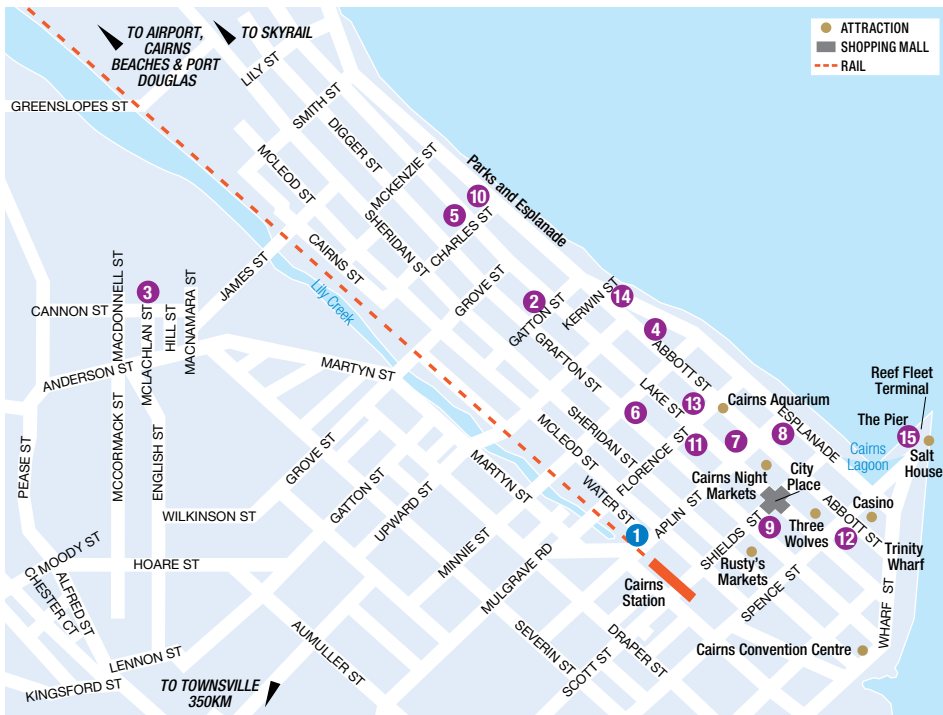 TO AIRPORT,
CAIRNS
BEACHES & PORT
DOUGLAS
TO SKYRAIL
ATTRACTION
SHOPPING MALL
RAIL
LILY ST
GREENSLOPES ST
SMITH ST
DIGGER ST
MCLEOD ST
MCKENZIE ST
Parks and Esplanade
10
5
SHERIDAN ST
CHARLES ST
CAIRNS ST
JAMES ST
Lily Creek
GROVE ST
3
CANNON ST
MACDONNELL ST
MCLACHLAN ST
HILL ST
MACNAMARA ST
2
GATTON ST
KERWIN ST
14
4
GRAFTON ST
ABBOTT ST
ANDERSON ST
MARTYN ST
Reef Fleet
Terminal
LAKE ST
13
Cairns Aquarium
ESPLANADE
6
The Pier
15
Salt
House
Cairns
Lagoon
MCLEOD ST
SHERIDAN ST
FLORENCE ST
11
7
8
PEASE ST
MCCORMACK ST
ENGLISH ST
GROVE ST
GATTON ST
UPWARD ST
MARTYN ST
WATER ST
Cairns Night
Markets
City
Place
WILKINSON ST
MINNIE ST
MULGRAVE RD
1
APLIN ST
SHIELDS ST
9
Three
Wolves
ABBOTT ST
12
Casino
Trinity
Wharf
MOODY ST
HOARE ST
CHESTER CT
ALFRED ST
Cairns
Station
Rusty's
Markets
SPENCE ST
WHARF ST
LENNON ST
KINGSFORD ST
AUMULLER ST
SEVERIN ST
SCOTT ST
DRAPER ST
Cairns Convention Centre
TO TOWNSVILLE
350KM